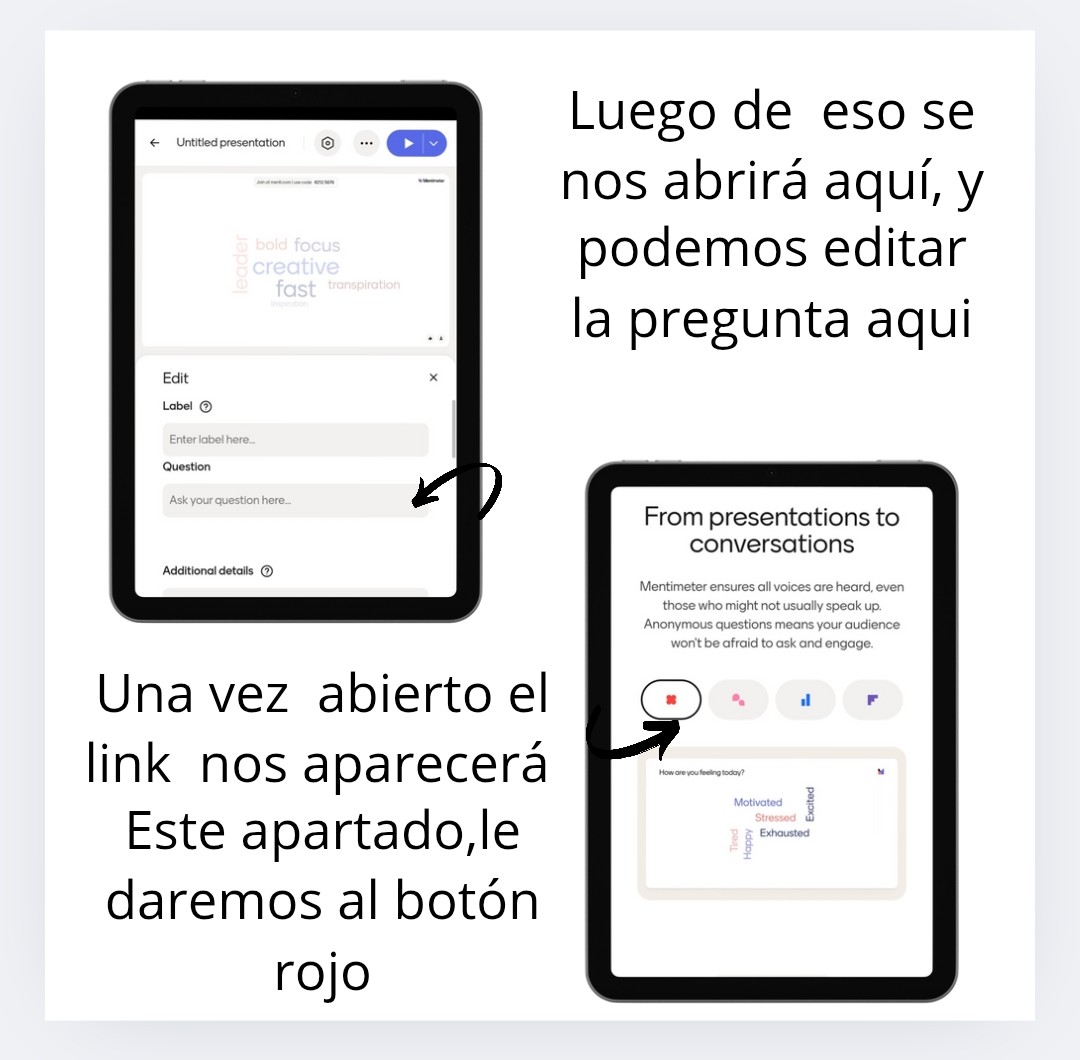 Untitled presentation
Join at menti.com | use code 8212 5676
Mentimeter
leader
bold focus
creative
fast transpiration
inspiration
Edit
Label
Enter label here...
Question
Ask your question here...
Additional details
Luego de eso se
nos abrirá aquí, y
podemos editar
la pregunta aqui
Una vez abierto el
link nos aparecerá
Este apartado,le
daremos al botón
rojo
From presentations to
conversations
Mentimeter ensures all voices are heard, even
those who might not usually speak up.
Anonymous questions means your audience
won't be afraid to ask and engage.
How are you feeling today?
Motivated
Excited
Stressed
Exhausted
Tired
Happy